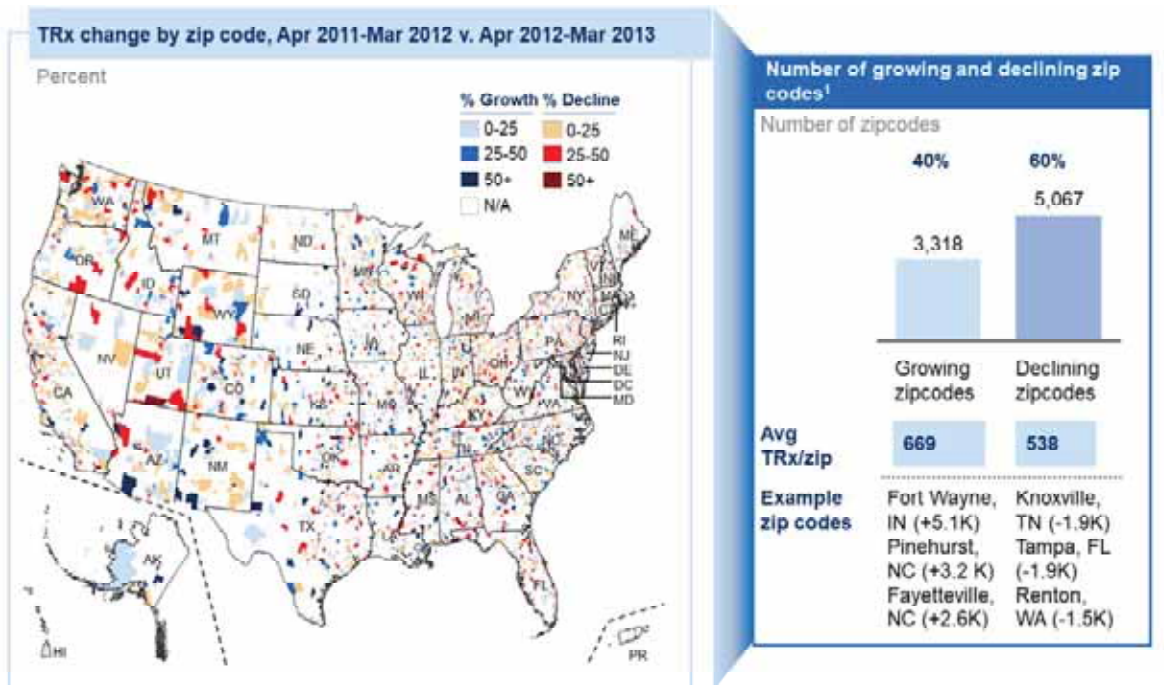 TRx change by zip code, Apr 2011-Mar 2012 v. Apr 2012-Mar 2013
Percent
% Growth % Decline
0-25 0-25
25-50 25-50
50+ 50+
N/A
WA
MT
ND
ME
OR
ID
MN
WI
SD
WY
MI
NY
IA
PA
NE
NV
UT
IL
IN
OH
RI
NJ
DE
DC
MD
CO
CA
KS
MO
WV
VA
KY
NC
TN
AZ
NM
OK
AR
SC
MS
AL
GA
TX
LA
FL
AK
HI
PR
Number of growing and declining zip
codes1
Number of zipcodes
40% 60%
5,067
3,318
Growing Declining
zipcodes zipcodes
Avg
TRx/zip
669 538
Example
zip codes
Fort Wayne, Knoxville,
IN (+5.1K) TN (-1.9K)
Pinehurst, Tampa, FL
NC (+3.2 K) (-1.9K)
Fayetteville, Renton,
NC (+2.6K) WA (-1.5K)